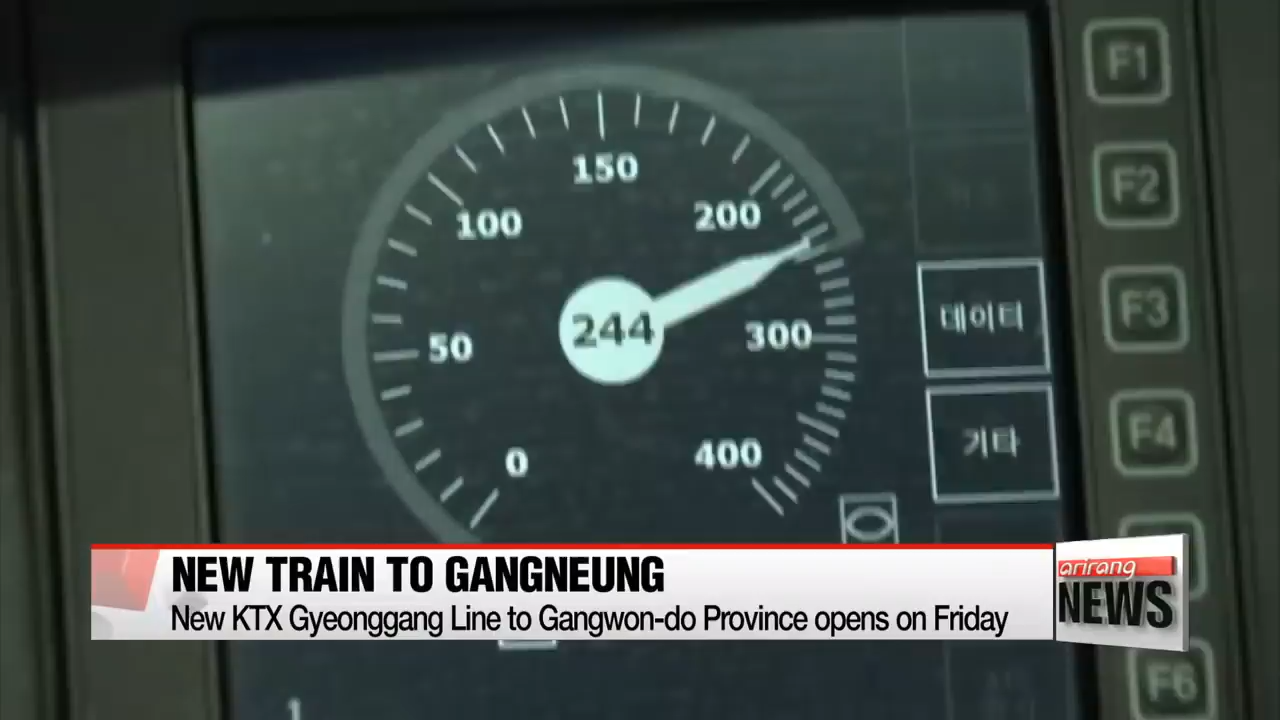 F1
150
F2
200
100
데이터
F3
244
300
50
기타
F4
400
0
NEW TRAIN TO GANGNEUNG
New KTX Gyeonggang Line to Gangwon-do Province opens on Friday
arirang
NEWS
F6
1